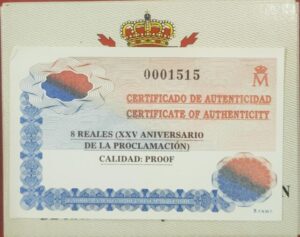 0001515
M
CERTIFICADO DE AUTENTICIDAD
CERTIFICATE OF AUTHENTICITY
8 REALES (XXV ANIVERSARIO
DE LA PROCLAMACIÓN)
CALIDAD: PROOF